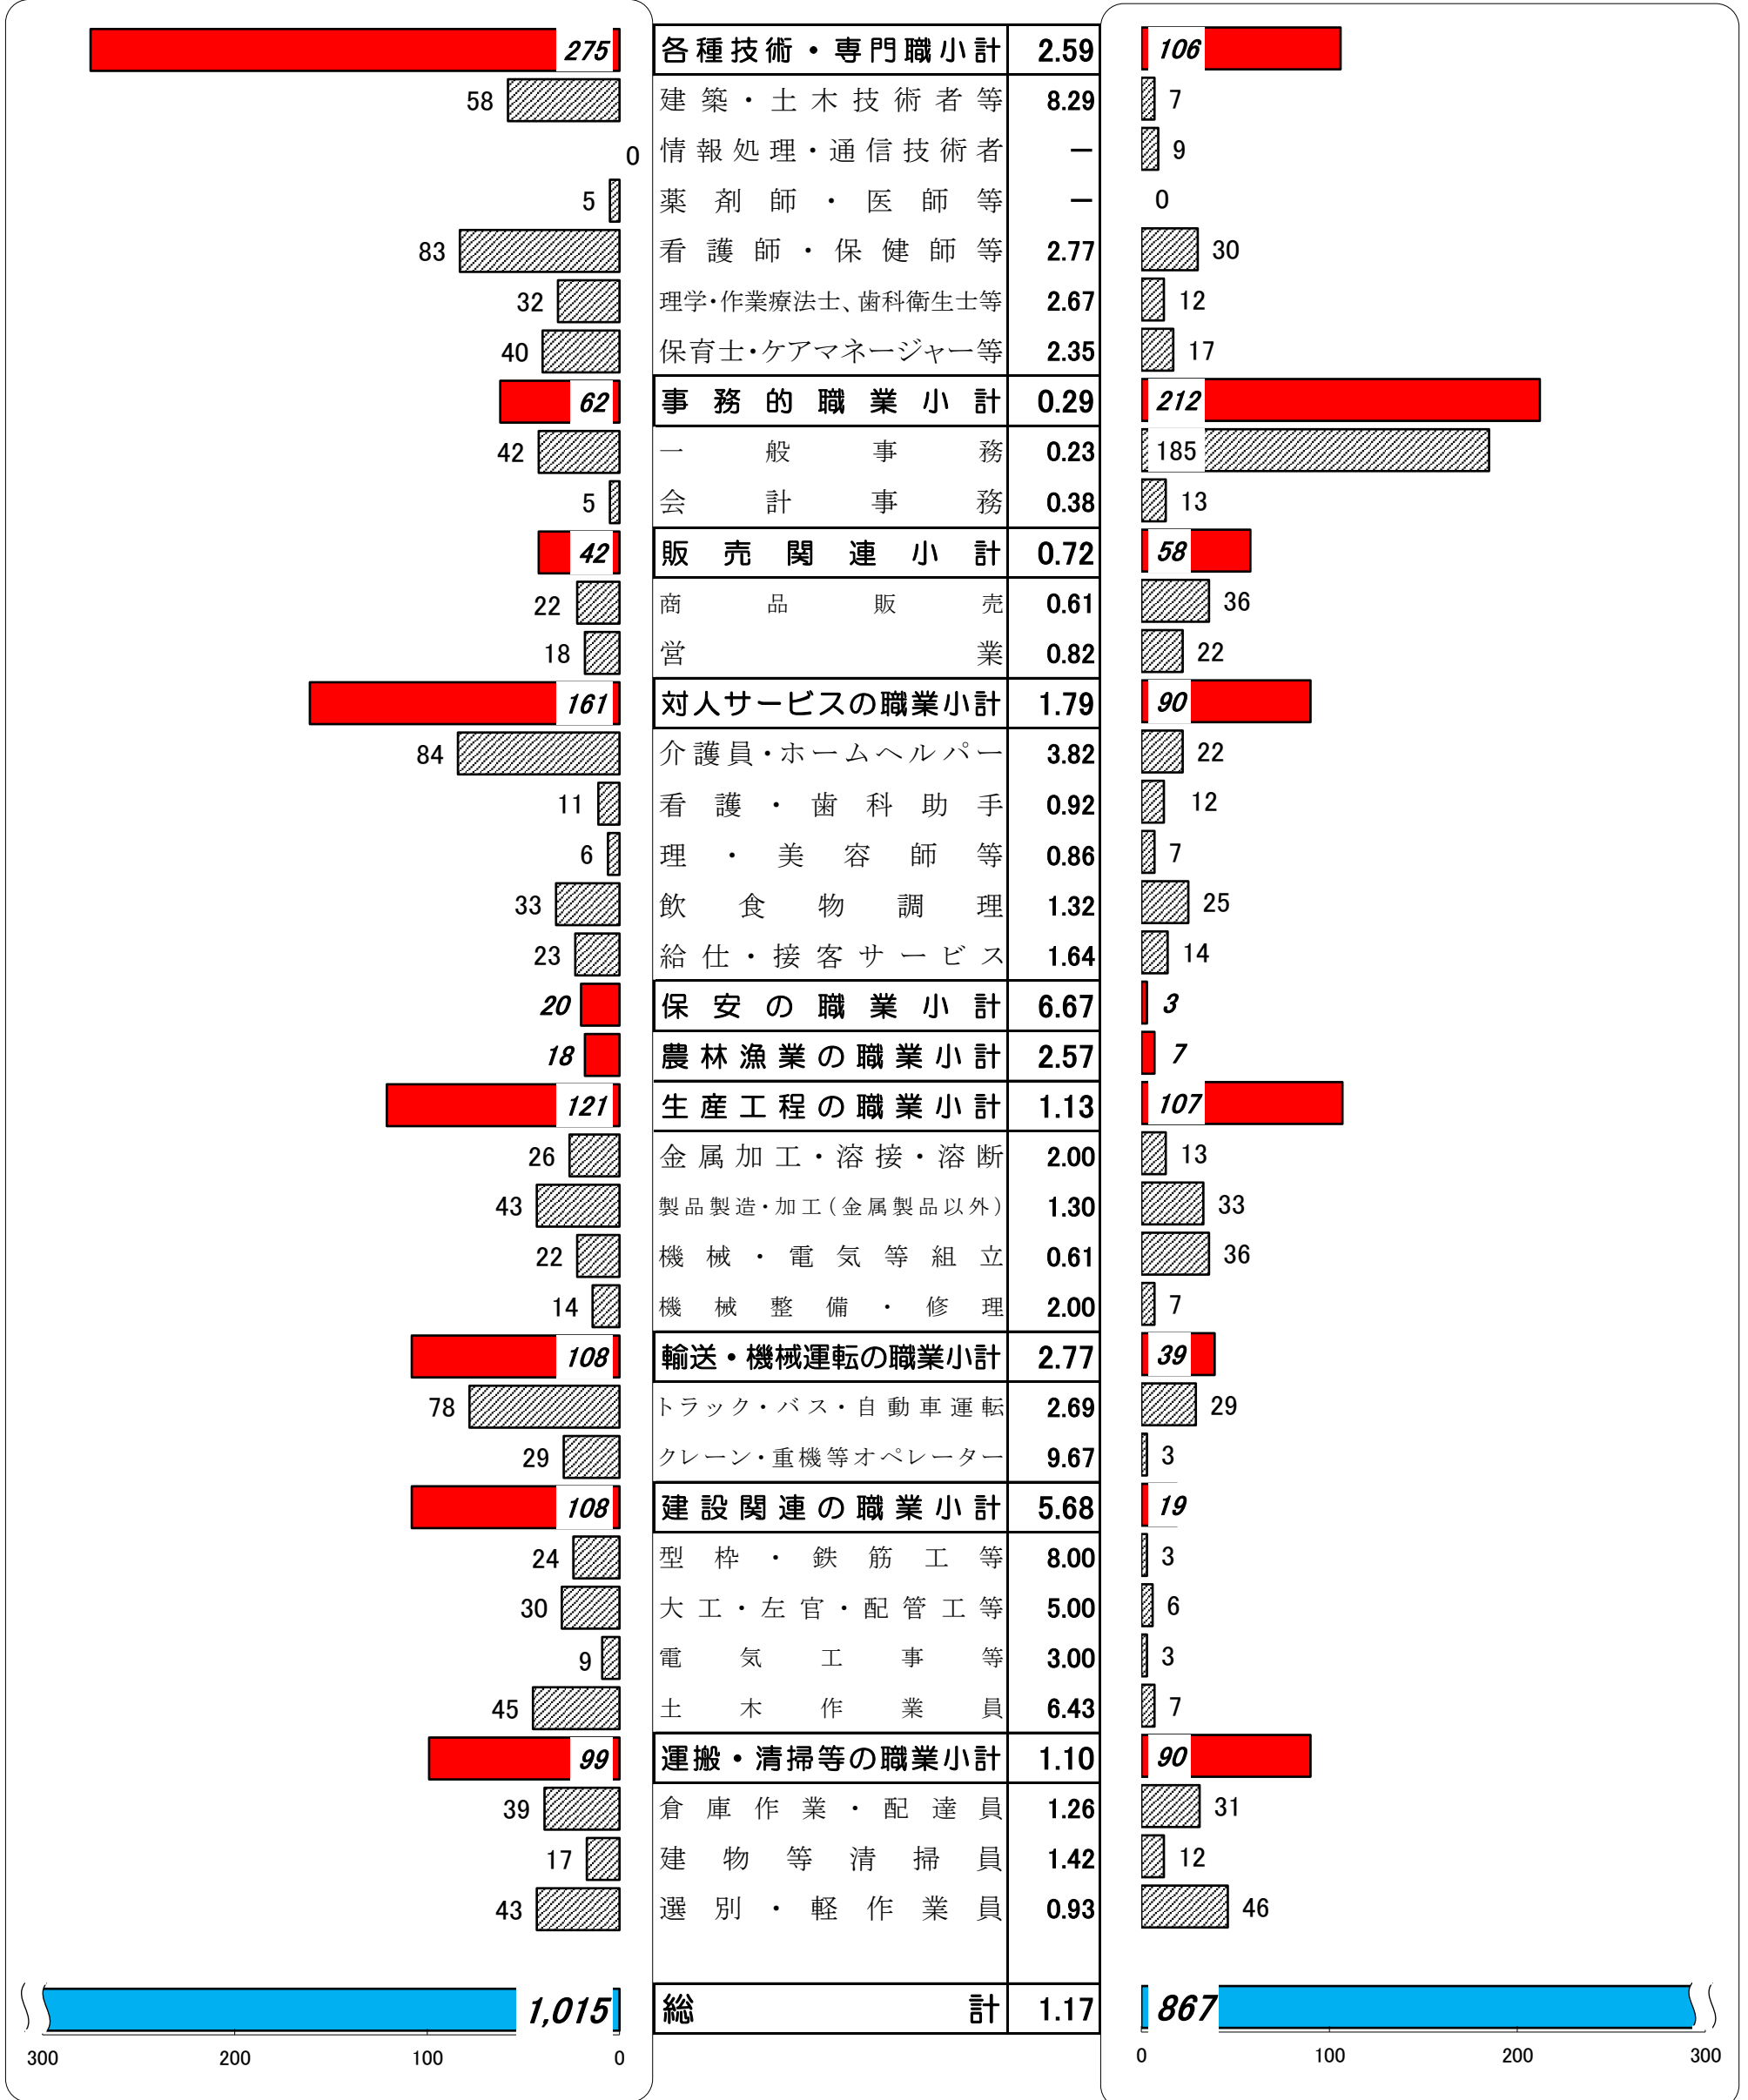 275 各種技術・専門職小計 2.59 106
58 建築・土木技術者等 8.29 7
0 情報処理・通信技術者 － 9
5 薬剤師・医師等 － 0
83 看護師・保健師等 2.77 30
32 理学・作業療法士、歯科衛生士等 2.67 12
40 保育士・ケアマネージャー等 2.35 17
62 事務的職業小計 0.29 212
42 一般事務 0.23 185
5 会計事務 0.38 13
42 販売関連小計 0.72 58
22 商品販売 0.61 36
18 営業 0.82 22
161 対人サービスの職業小計 1.79 90
84 介護員・ホームヘルパー 3.82 22
11 看護・歯科助手 0.92 12
6 理・美容師等 0.86 7
33 飲食物調理 1.32 25
23 給仕・接客サービス 1.64 14
20 保安の職業小計 6.67 3
18 農林漁業の職業小計 2.57 7
121 生産工程の職業小計 1.13 107
26 金属加工・溶接・溶断 2.00 13
43 製品製造・加工(金属製品以外) 1.30 33
22 機械・電気等組立 0.61 36
14 機械整備・修理 2.00 7
108 輸送・機械運転の職業小計 2.77 39
78 トラック・バス・自動車運転 2.69 29
29 クレーン・重機等オペレーター 9.67 3
108 建設関連の職業小計 5.68 19
24 型枠・鉄筋工等 8.00 3
30 大工・左官・配管工等 5.00 6
9 電気工事等 3.00 3
45 土木作業員 6.43 7
99 運搬・清掃等の職業小計 1.10 90
39 倉庫作業・配達員 1.26 31
17 建物等清掃員 1.42 12
43 選別・軽作業員 0.93 46
1,015 総計 1.17 867
300 200 100 0 0 100 200 300